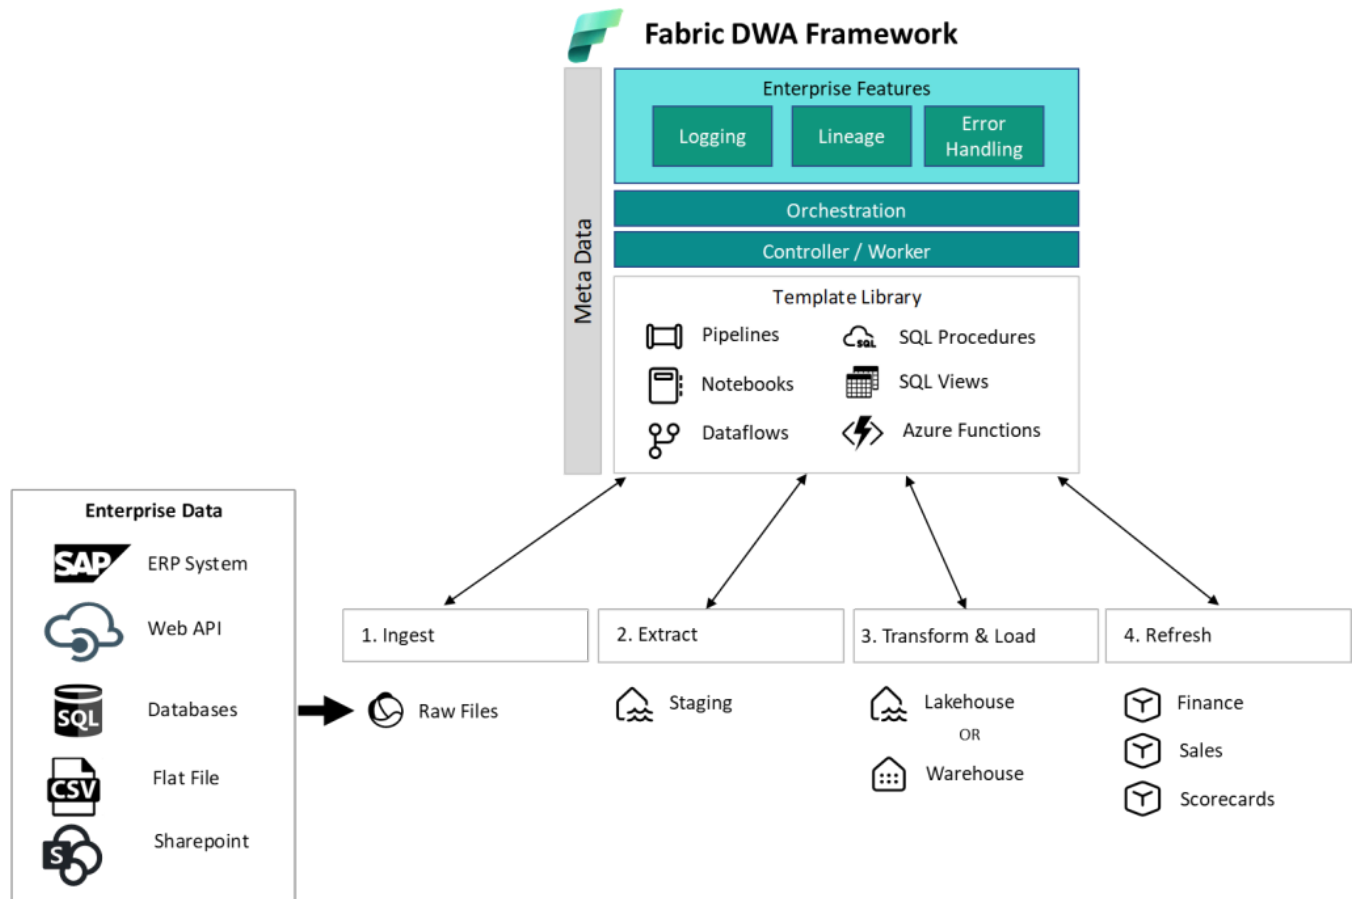 Fabric DWA Framework
Meta Data
Enterprise Features
Logging
Lineage
Error
Handling
Orchestration
Controller / Worker
Template Library
Pipelines
SQL Procedures
SQL
Notebooks
SQL Views
Dataflows
Azure Functions
Enterprise Data
SAP
ERP System
Web API
SQL
Databases
CSV
Flat File
S
Sharepoint
1. Ingest
Raw Files
2. Extract
Staging
3. Transform & Load
Lakehouse
OR
Warehouse
4. Refresh
Finance
Sales
Scorecards